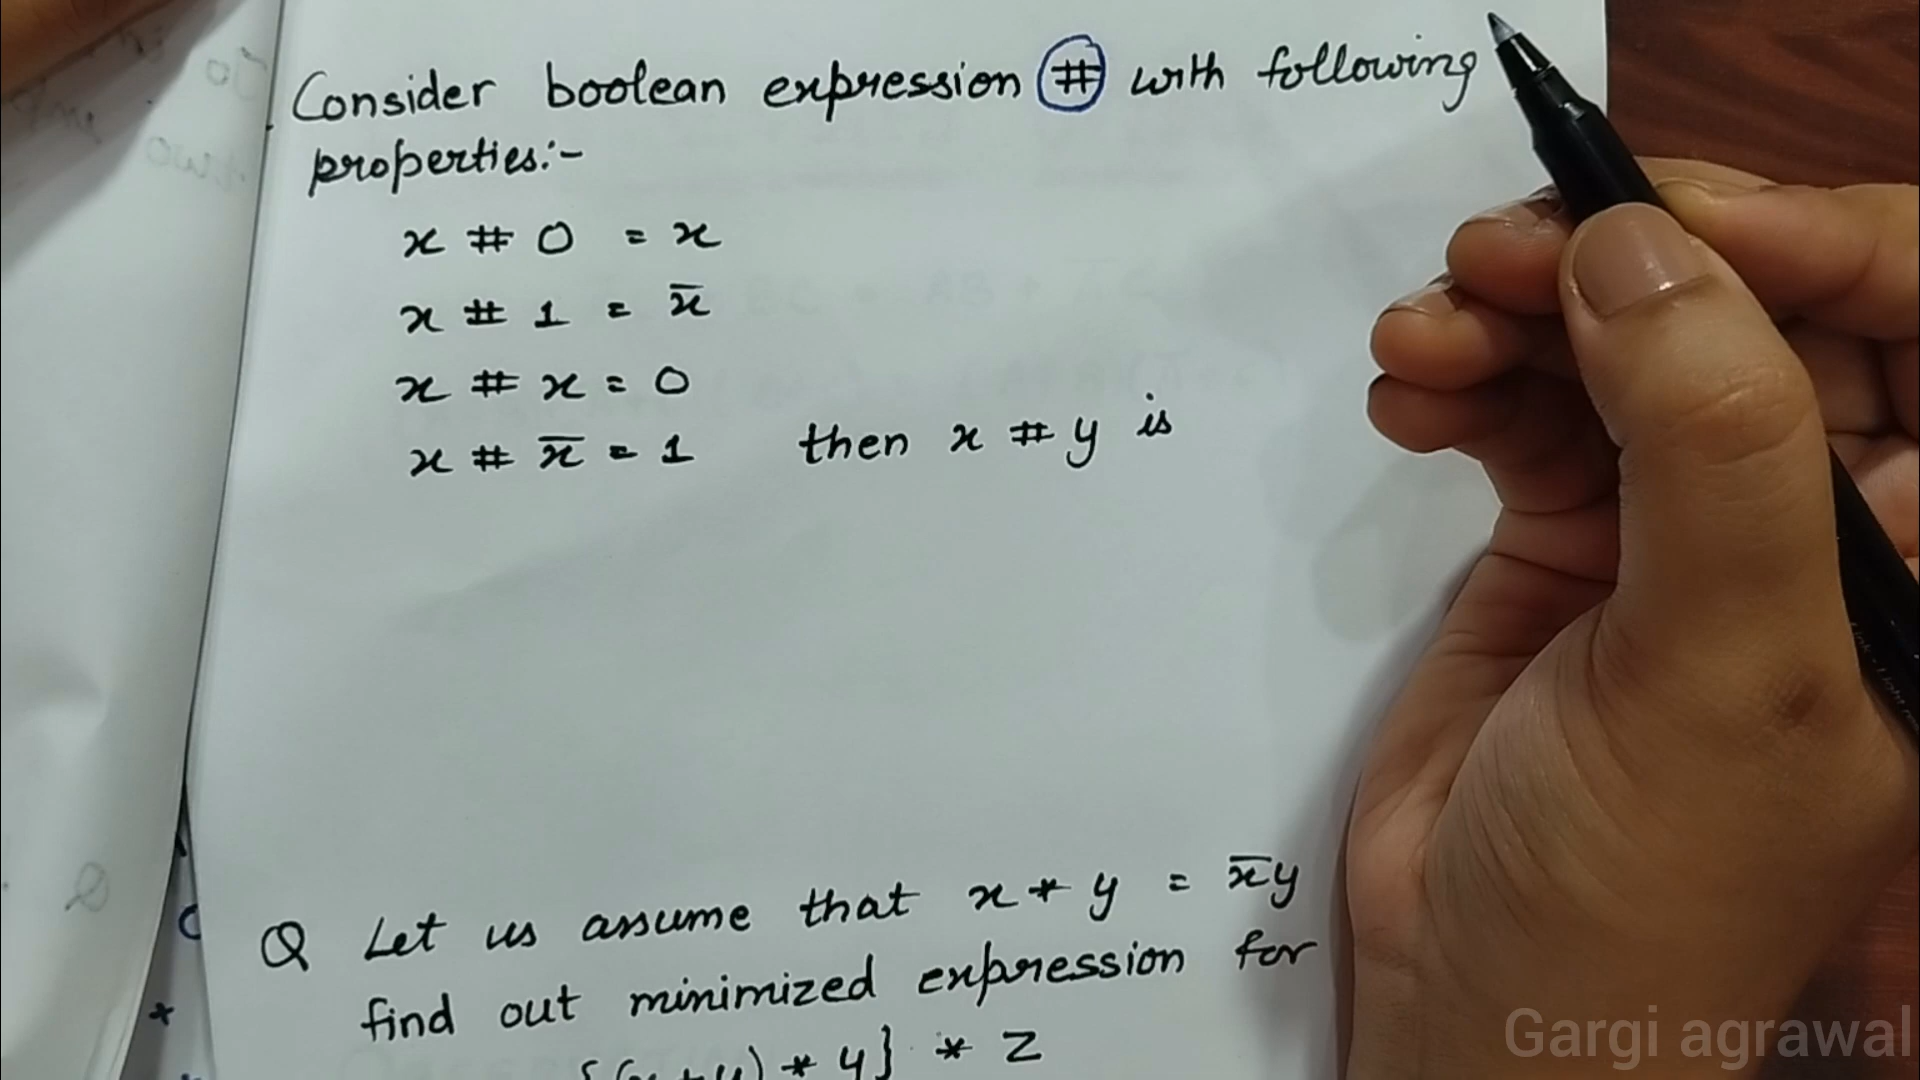 Consider boolean expression # with following
properties:-
x # 0 = x
x # 1 = x̅
x # x = 0
x # x̅ = 1 then x # y is
Q Let us assume that x * y = x̅y
find out minimized expression for
* y} * z
Gargi agrawal